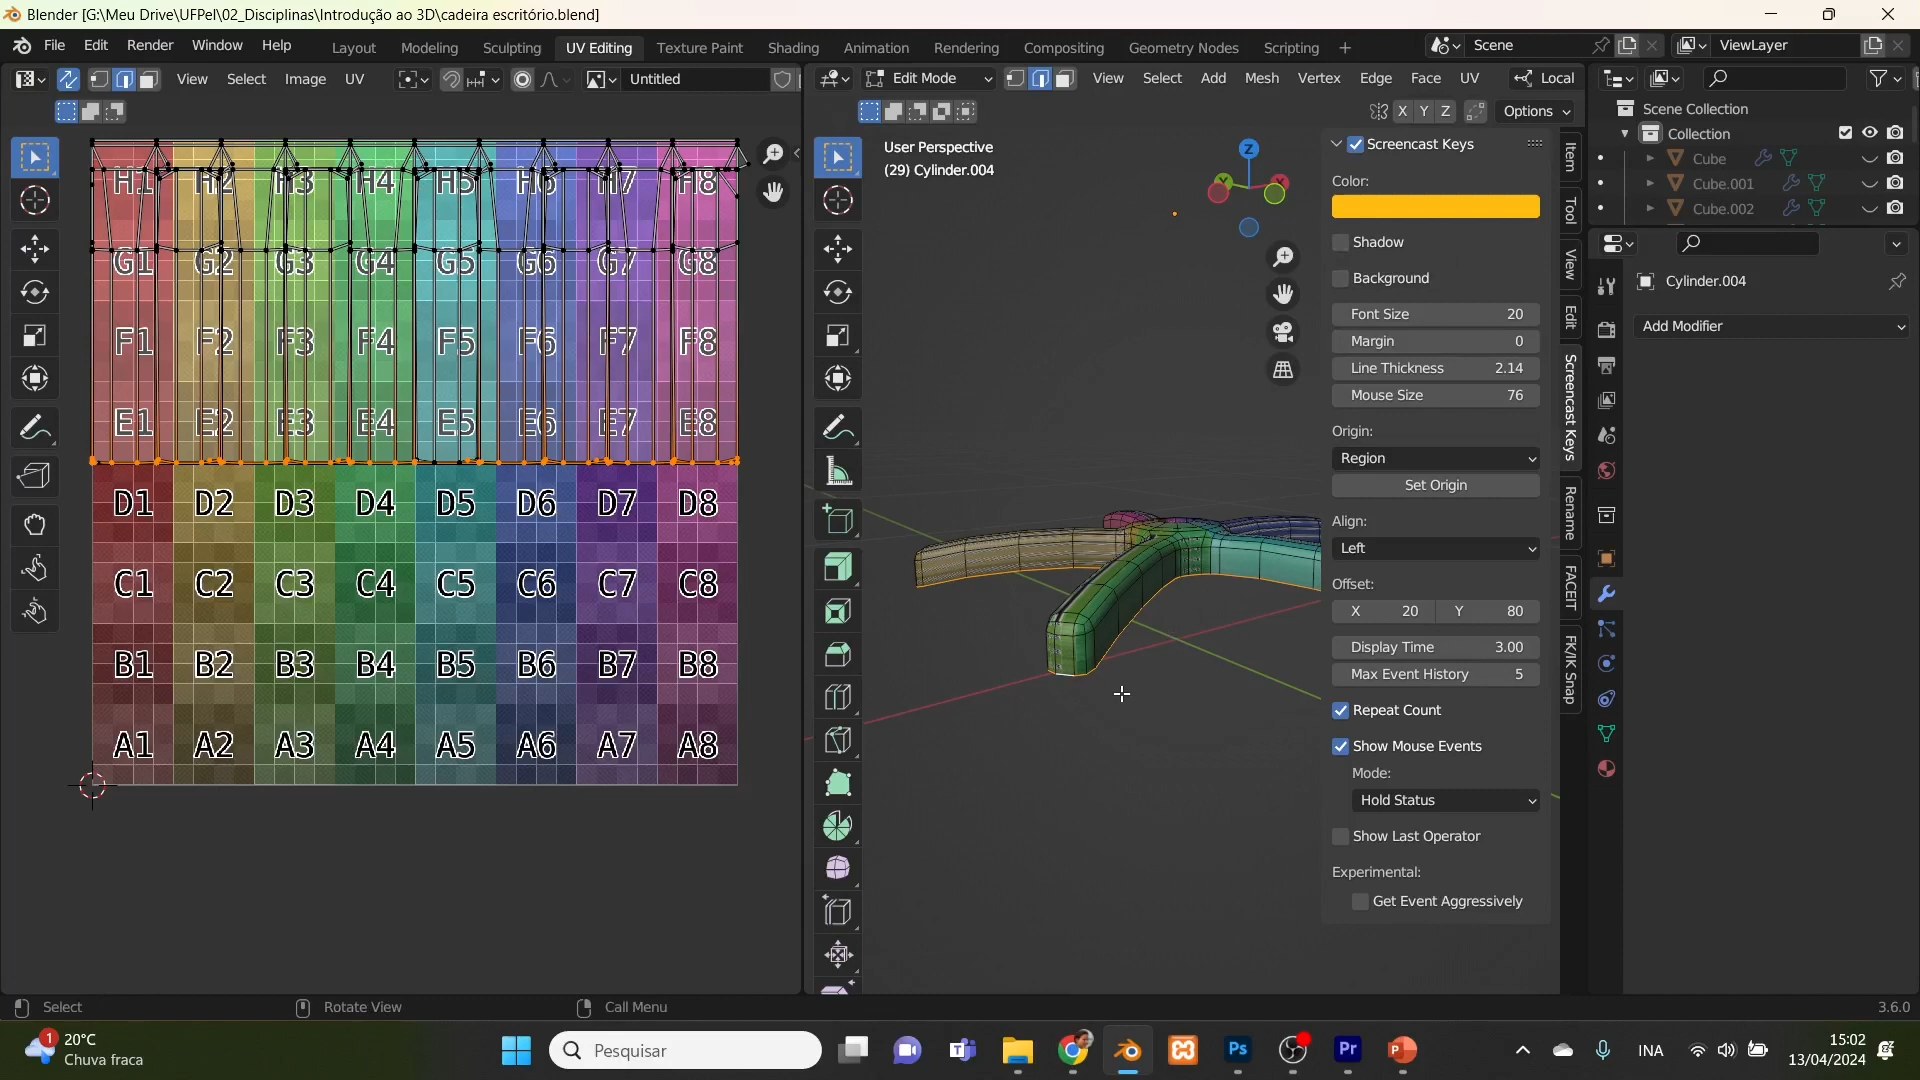 Blender [G:\Meu Drive\UFPel\02_Disciplinas\Introdução ao 3D\cadeira escritório.blend]
File Edit Render Window Help Layout Modeling Sculpting UV Editing Texture Paint Shading Animation Rendering Compositing Geometry Nodes Scripting + Scene ViewLayer
View Select Image UV Untitled Edit Mode View Select Add Mesh Vertex Edge Face UV Local
X Y Z Options
Scene Collection
Collection
Cube
Cube.001
Cube.002
H1 H2 H3 H4 H5 H6 H7 H8
G1 G2 G3 G4 G5 G6 G7 G8
F1 F2 F3 F4 F5 F6 F7 F8
E1 E2 E3 E4 E5 E6 E7 E8
D1 D2 D3 D4 D5 D6 D7 D8
C1 C2 C3 C4 C5 C6 C7 C8
B1 B2 B3 B4 B5 B6 B7 B8
A1 A2 A3 A4 A5 A6 A7 A8
User Perspective
(29) Cylinder.004
Z
Screencast Keys
Color:
Shadow
Background
Font Size 20
Margin 0
Line Thickness 2.14
Mouse Size 76
Origin:
Region
Set Origin
Align:
Left
Offset:
X 20 Y 80
Display Time 3.00
Max Event History 5
Repeat Count
Show Mouse Events
Mode:
Hold Status
Show Last Operator
Experimental:
Get Event Aggressively
Item
Tool
View
Edit
Screencast Keys
Rename
FACEIT
FK/IK Snap
Cylinder.004
Add Modifier
Select Rotate View Call Menu 3.6.0
1
20°C
Chuva fraca
Pesquisar
Ps
Pr
INA
15:02
13/04/2024